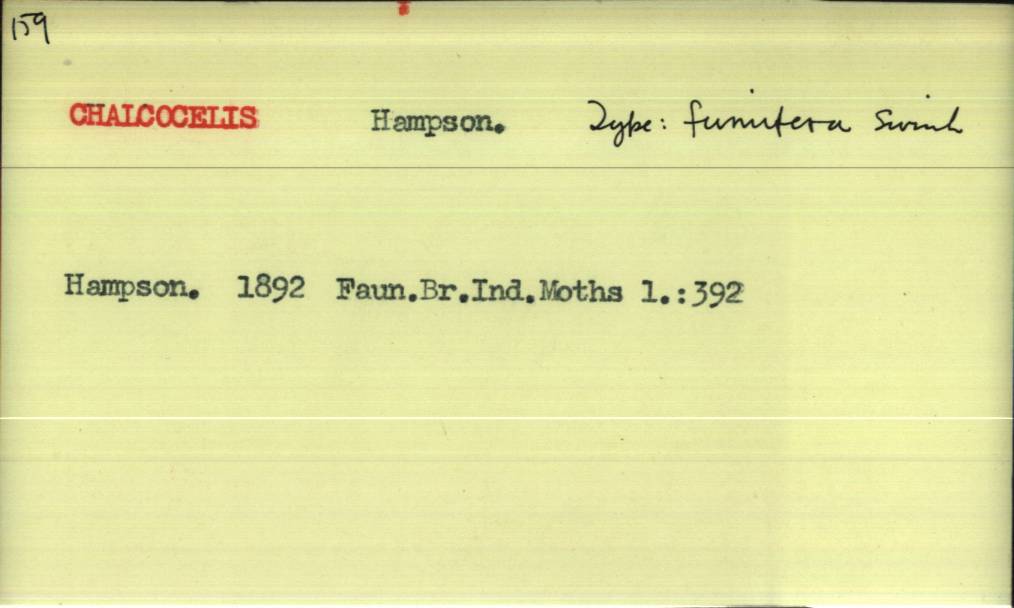 159
CHALCOCELIS Hampson. Type: fumifera Swinh
Hampson. 1892 Faun.Br.Ind.Moths 1.:392